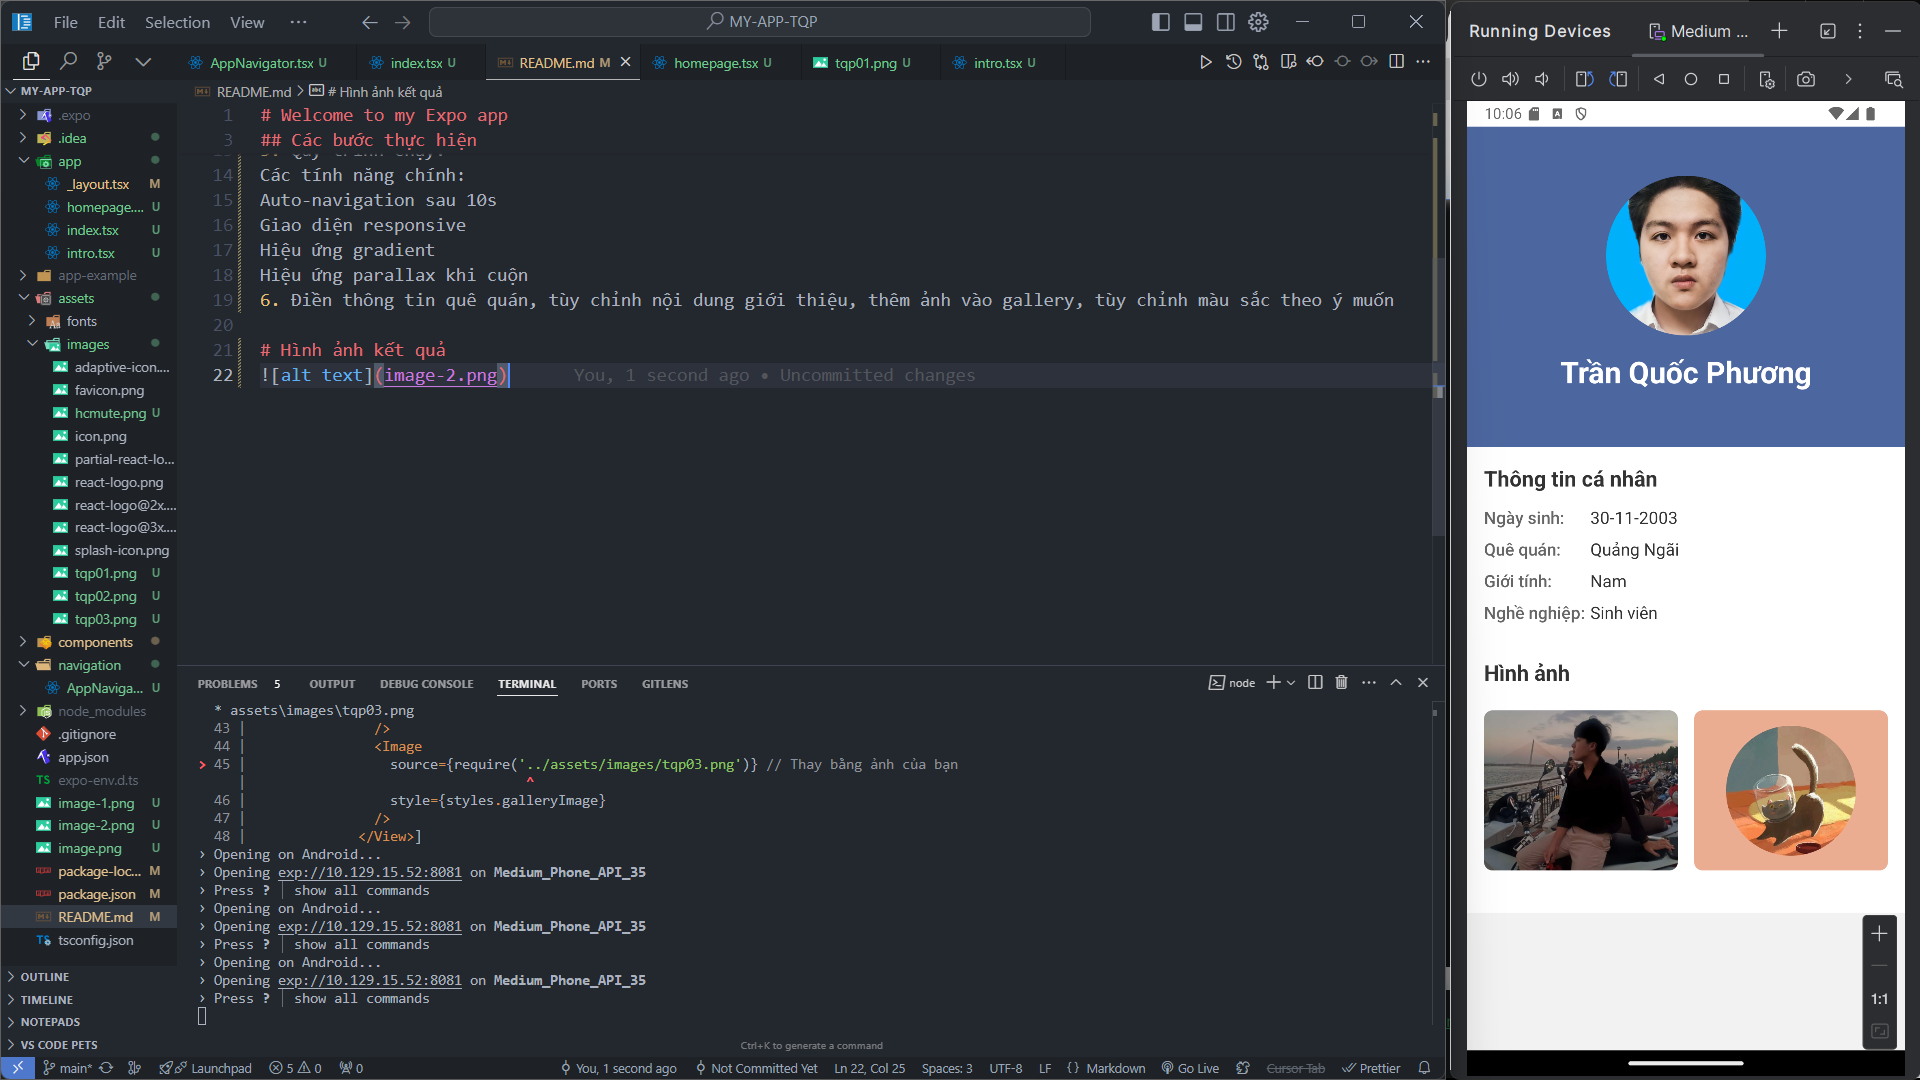 File Edit Selection View ···
MY-APP-TQP
AppNavigator.tsx U
index.tsx U
README.md M
homepage.tsx U
tqp01.png U
intro.tsx U
MY-APP-TQP
.expo
.idea
app
_layout.tsx M
homepage.... U
index.tsx U
intro.tsx U
app-example
assets
fonts
images
adaptive-icon....
favicon.png
hcmute.png U
icon.png
partial-react-lo...
react-logo.png
react-logo@2x....
react-logo@3x....
splash-icon.png
tqp01.png U
tqp02.png U
tqp03.png U
components
navigation
AppNaviga... U
node_modules
.gitignore
app.json
expo-env.d.ts
image-1.png U
image-2.png U
image.png U
package-loc... M
package.json M
README.md M
tsconfig.json
OUTLINE
TIMELINE
NOTEPADS
VS CODE PETS
README.md > # Hình ảnh kết quả
1 # Welcome to my Expo app
3 ## Các bước thực hiện
14 Các tính năng chính:
15 Auto-navigation sau 10s
16 Giao diện responsive
17 Hiệu ứng gradient
18 Hiệu ứng parallax khi cuộn
19 6. Điền thông tin quê quán, tùy chỉnh nội dung giới thiệu, thêm ảnh vào gallery, tùy chỉnh màu sắc theo ý muốn
20
21 # Hình ảnh kết quả
22 ![alt text](image-2.png) You, 1 second ago • Uncommitted changes
PROBLEMS 5 OUTPUT DEBUG CONSOLE TERMINAL PORTS GITLENS
node
* assets\images\tqp03.png
43 | />
44 | <Image
> 45 | source={require('../assets/images/tqp03.png')} // Thay bằng ảnh của bạn
| ^
46 | style={styles.galleryImage}
47 | />
48 | </View>]
› Opening on Android...
› Opening exp://10.129.15.52:8081 on Medium_Phone_API_35
› Press ? │ show all commands
› Opening on Android...
› Opening exp://10.129.15.52:8081 on Medium_Phone_API_35
› Press ? │ show all commands
› Opening on Android...
› Opening exp://10.129.15.52:8081 on Medium_Phone_API_35
› Press ? │ show all commands
Ctrl+K to generate a command
main* Launchpad 5 0 0
You, 1 second ago Not Committed Yet Ln 22, Col 25 Spaces: 3 UTF-8 LF {} Markdown Go Live Cursor Tab Prettier
Running Devices Medium ...
10:06
Trần Quốc Phương
Thông tin cá nhân
Ngày sinh: 30-11-2003
Quê quán: Quảng Ngãi
Giới tính: Nam
Nghề nghiệp: Sinh viên
Hình ảnh
1:1